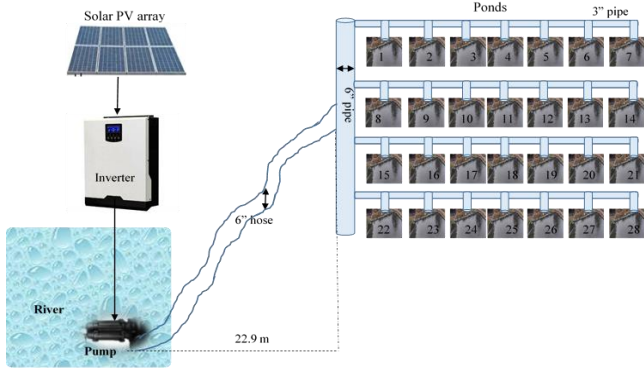 Solar PV array
Ponds
3” pipe
1 2 3 4 5 6 7
6” pipe
8 9 10 11 12 13 14
Inverter
15 16 17 18 19 20 21
6” hose
22 23 24 25 26 27 28
River
22.9 m
Pump